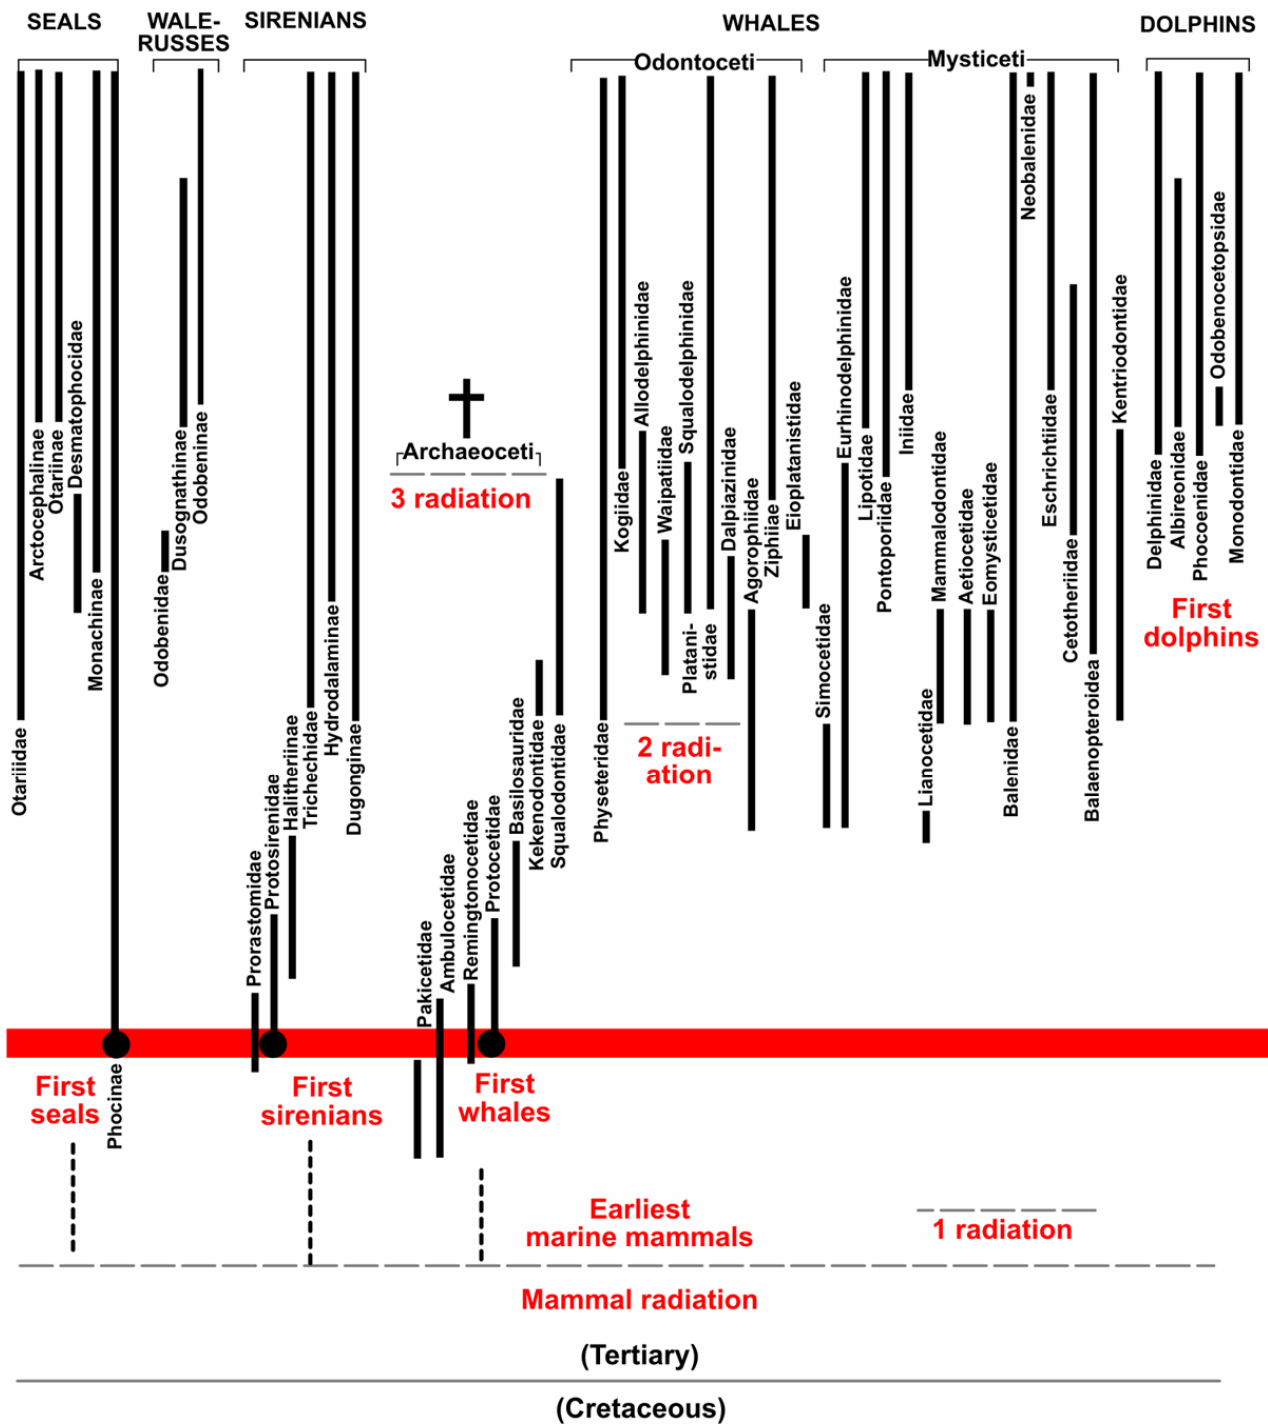 SEALS
WALE-
RUSSES
SIRENIANS
WHALES
DOLPHINS
Odontoceti
Mysticeti
Otariidae
Arctocephalinae
Otariinae
Desmatophocidae
Monachinae
Phocinae
Odobenidae
Dusognathinae
Odobeninae
Prorastomidae
Protosirenidae
Halitheriinae
Trichechidae
Hydrodalaminae
Dugonginae
Archaeoceti
3 radiation
Pakicetidae
Ambulocetidae
Remingtonocetidae
Protocetidae
Basilosauridae
Kekenodontidae
Squalodontidae
Physeteridae
Kogiidae
Allodelphinidae
Waipatiidae
Squalodelphinidae
Platani-
stidae
Dalpiazinidae
Agorophiidae
Ziphiiae
Eioplatanistidae
2 radi-
ation
Simocetidae
Eurhinodelphinidae
Lipotidae
Pontoporiidae
Iniidae
Lianocetidae
Mammalodontidae
Aetiocetidae
Eomysticetidae
Balenidae
Neobalenidae
Eschrichtiidae
Cetotheriidae
Balaenopteroidea
Kentriodontidae
Delphinidae
Albireonidae
Phocoenidae
Odobenocetopsidae
Monodontidae
First
dolphins
First
seals
First
sirenians
First
whales
Earliest
marine mammals
1 radiation
Mammal radiation
(Tertiary)
(Cretaceous)